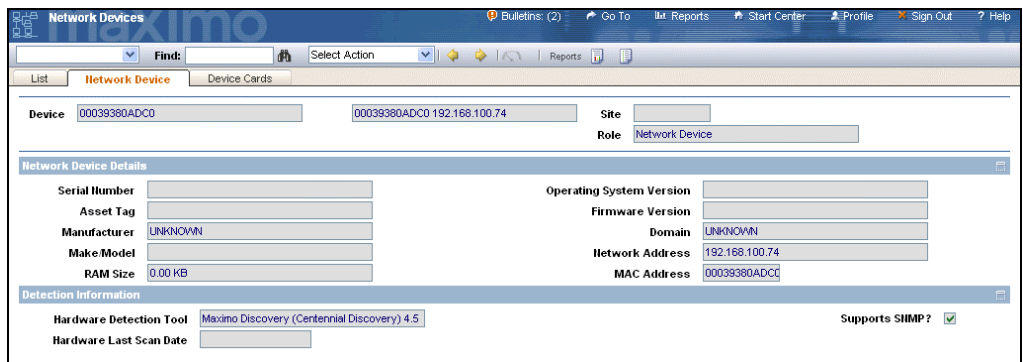 Network Devices
maximo
Bulletins: (2) Go To Reports Start Center Profile Sign Out ? Help
Find: Select Action Reports
List Network Device Device Cards
Device 00039380ADC0 00039380ADC0 192.168.100.74 Site
Role Network Device
Network Device Details
Serial Number Operating System Version
Asset Tag Firmware Version
Manufacturer UNKNOWN Domain UNKNOWN
Make/Model Network Address 192.168.100.74
RAM Size 0.00 KB MAC Address 00039380ADC0
Detection Information
Hardware Detection Tool Maximo Discovery (Centennial Discovery) 4.5 Supports SNMP?
Hardware Last Scan Date